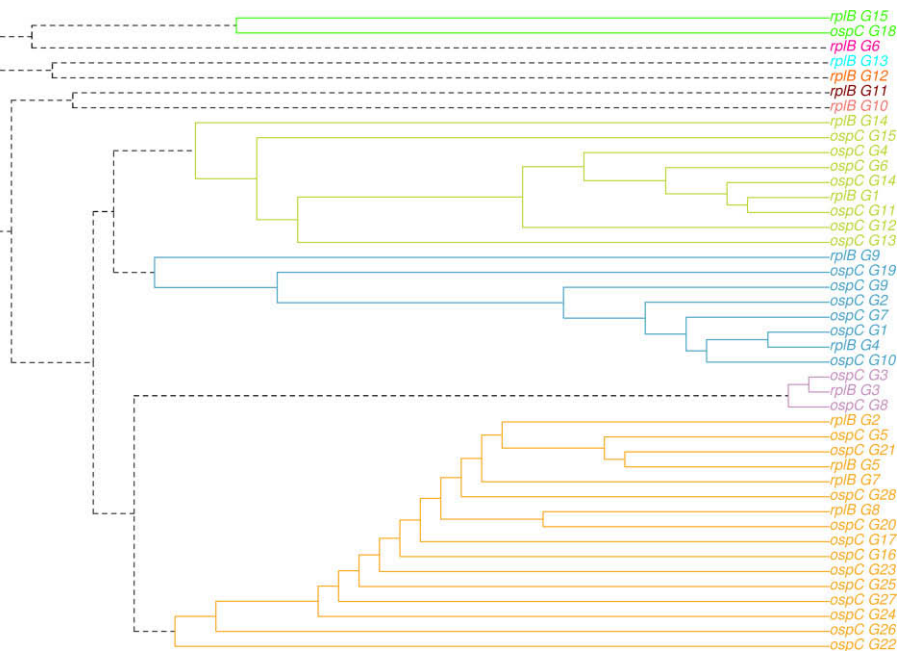 rplB G15
ospC G18
rplB G6
rplB G13
rplB G12
rplB G11
rplB G10
rplB G14
ospC G15
ospC G4
ospC G6
ospC G14
rplB G1
ospC G11
ospC G12
ospC G13
rplB G9
ospC G19
ospC G9
ospC G2
ospC G7
ospC G1
rplB G4
ospC G10
ospC G3
rplB G3
ospC G8
rplB G2
ospC G5
ospC G21
rplB G5
rplB G7
ospC G28
rplB G8
ospC G20
ospC G17
ospC G16
ospC G23
ospC G25
ospC G27
ospC G24
ospC G26
ospC G22